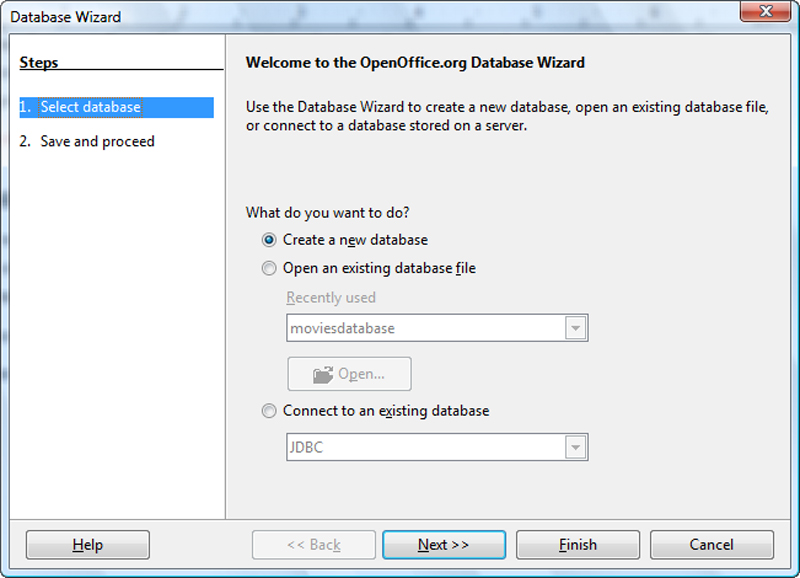 Database Wizard
Steps
1. Select database
2. Save and proceed
Welcome to the OpenOffice.org Database Wizard
Use the Database Wizard to create a new database, open an existing database file,
or connect to a database stored on a server.
What do you want to do?
Create a new database
Open an existing database file
Recently used
moviesdatabase
Open...
Connect to an existing database
JDBC
Help
<< Back
Next >>
Finish
Cancel